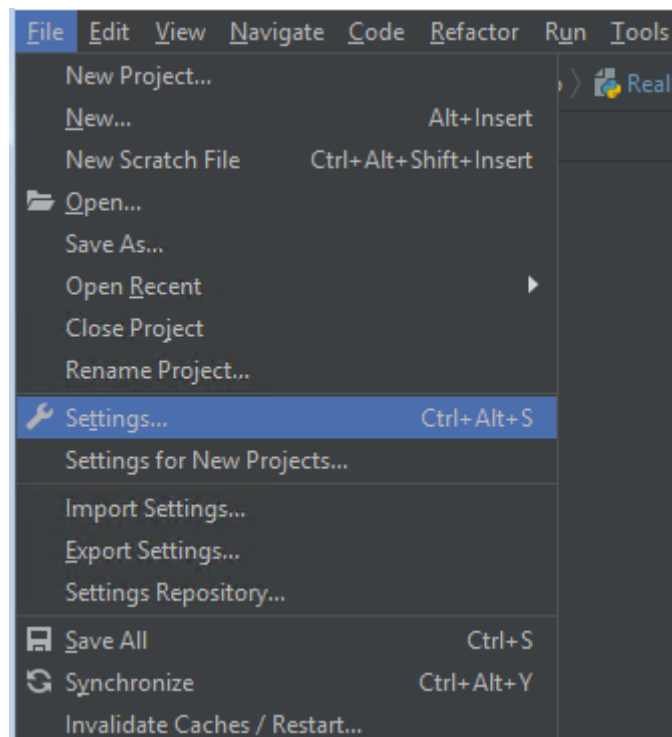 File Edit View Navigate Code Refactor Run Tools
Real
New Project...
New... Alt+Insert
New Scratch File Ctrl+Alt+Shift+Insert
Open...
Save As...
Open Recent
Close Project
Rename Project...
Settings... Ctrl+Alt+S
Settings for New Projects...
Import Settings...
Export Settings...
Settings Repository...
Save All Ctrl+S
Synchronize Ctrl+Alt+Y
Invalidate Caches / Restart...